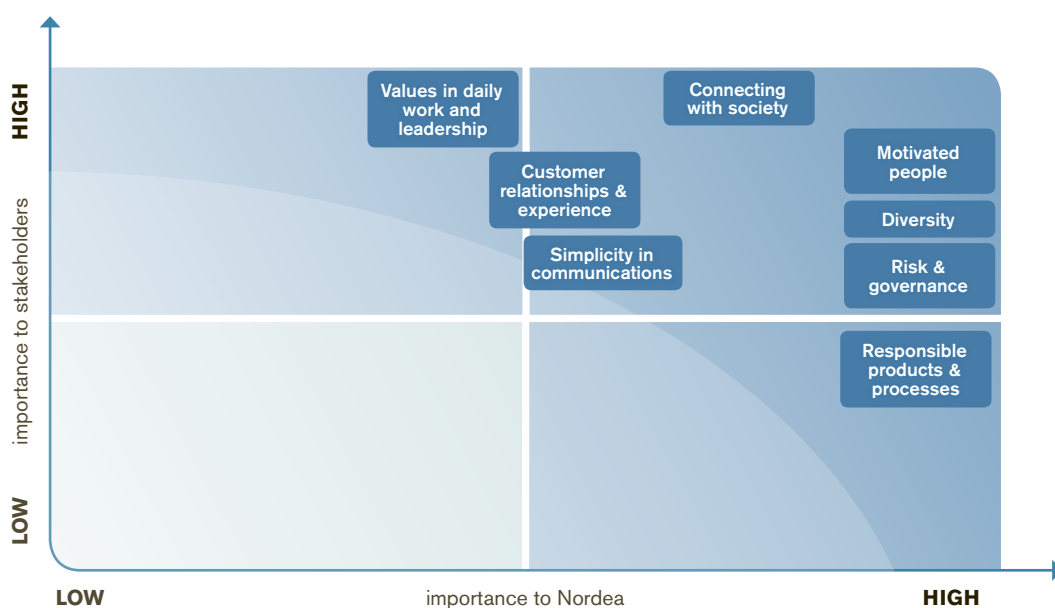 HIGH
importance to stakeholders
LOW
Values in daily
work and
leadership
Connecting
with society
Customer
relationships &
experience
Motivated
people
Diversity
Simplicity in
communications
Risk &
governance
Responsible
products &
processes
LOW
importance to Nordea
HIGH